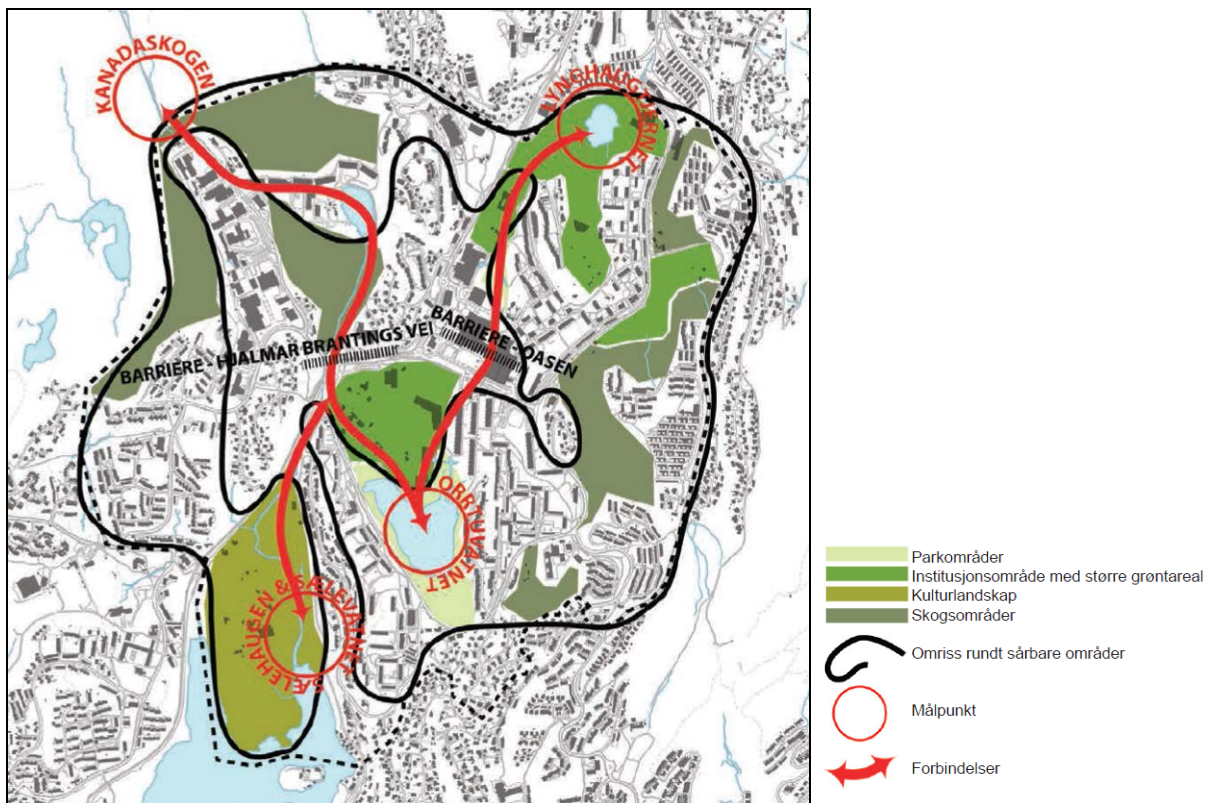 KANADASKOGEN
LYNGHAUGTJERNET
BARRIERE - HJALMAR BRANTINGS VEI
BARRIERE - OASEN
ORRTUVATNET
SÆLEHAUGEN & SÆLEVATNET
Parkområder
Institusjonsområde med større grøntareal
Kulturlandskap
Skogsområder
Omriss rundt sårbare områder
Målpunkt
Forbindelser